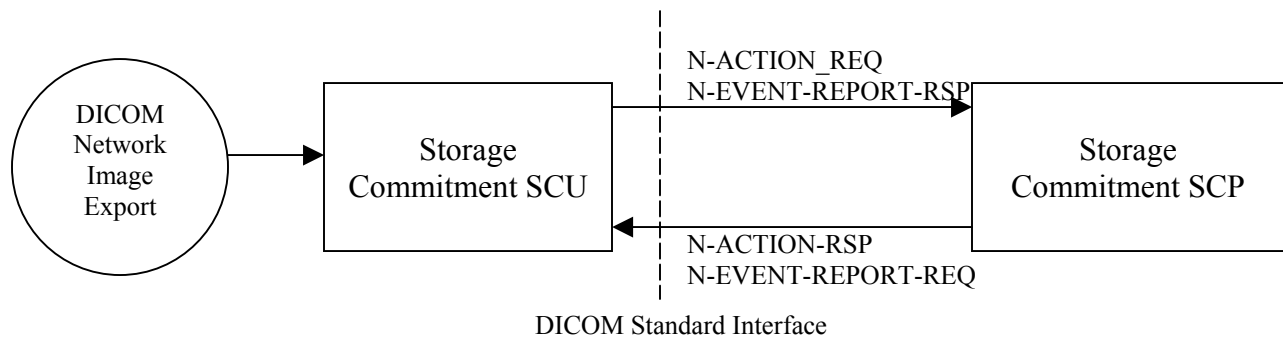 DICOM
Network
Image
Export
Storage
Commitment SCU
N-ACTION_REQ
N-EVENT-REPORT-RSP
Storage
Commitment SCP
N-ACTION-RSP
N-EVENT-REPORT-REQ
DICOM Standard Interface